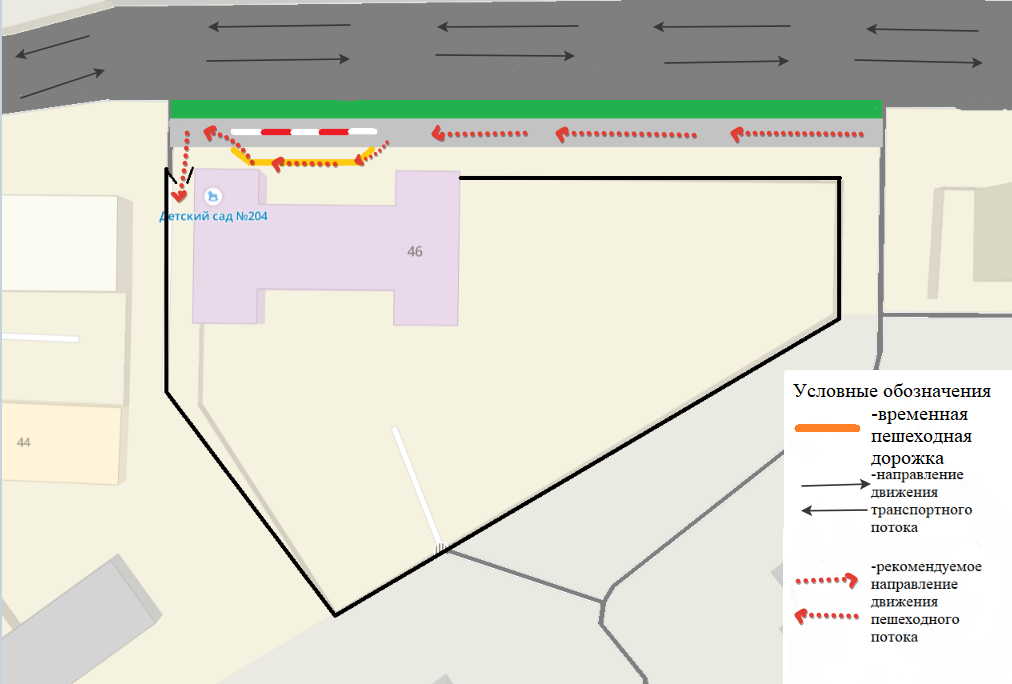 Детский сад №204
46
44
Условные обозначения
-временная
пешеходная
дорожка
-направление
движения
транспортного
потока
-рекомендуемое
направление
движения
пешеходного
потока